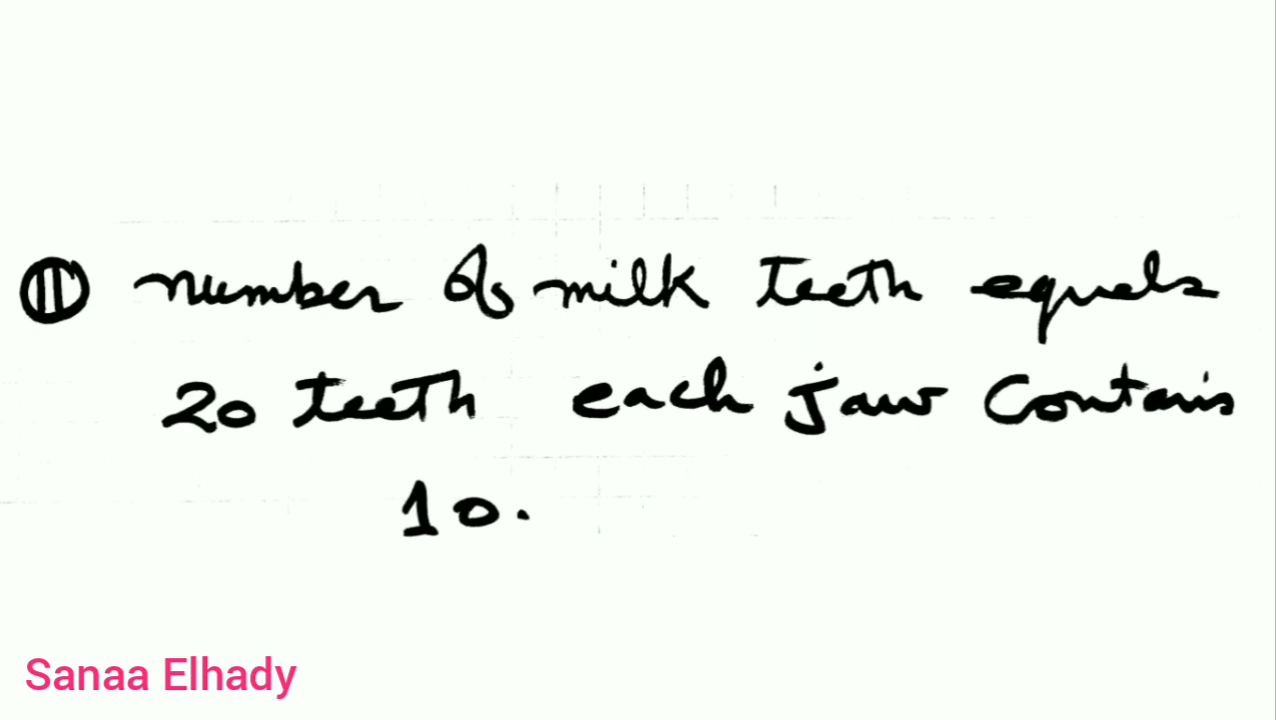 ⑪ number of milk teeth equals
20 teeth each jaw contains
10.
Sanaa Elhady